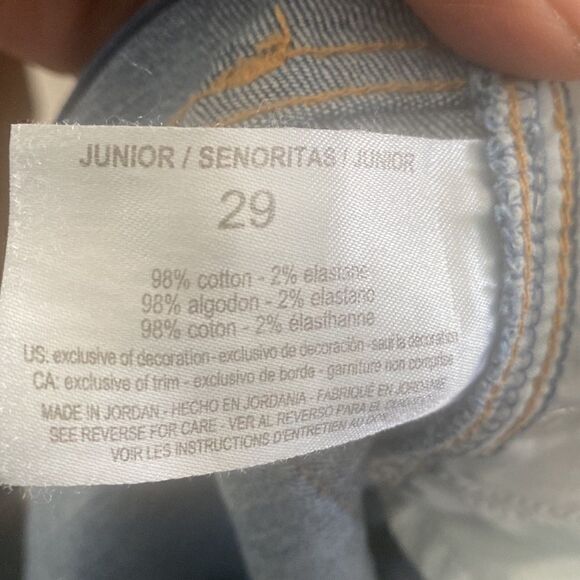 JUNIOR / SENORITAS / JUNIOR
29
98% cotton - 2% elastane
98% algodon - 2% elastano
98% coton - 2% élasthanne
US: exclusive of decoration - exclusivo de decoración - sauf la decoration
CA: exclusive of trim - exclusivo de borde - garniture non comprise
MADE IN JORDAN - HECHO EN JORDANIA - FABRIQUÉ EN JORDANIE
SEE REVERSE FOR CARE - VER AL REVERSO PARA EL
VOIR LES INSTRUCTIONS D'ENTRETIEN AU